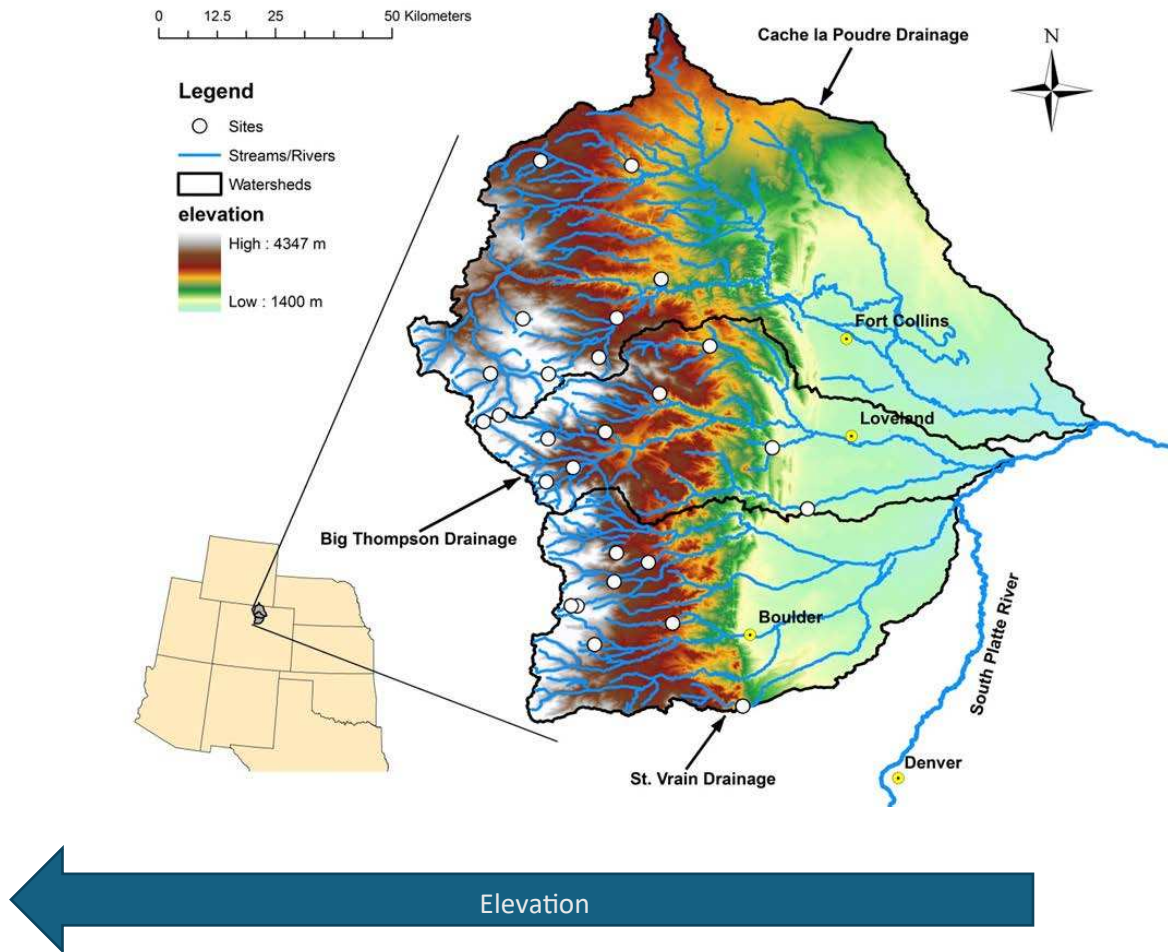 0 12.5 25 50 Kilometers
Cache la Poudre Drainage
N
Legend
Sites
Streams/Rivers
Watersheds
elevation
High : 4347 m
Low : 1400 m
Fort Collins
Loveland
Big Thompson Drainage
Boulder
South Platte River
St. Vrain Drainage
Denver
Elevation